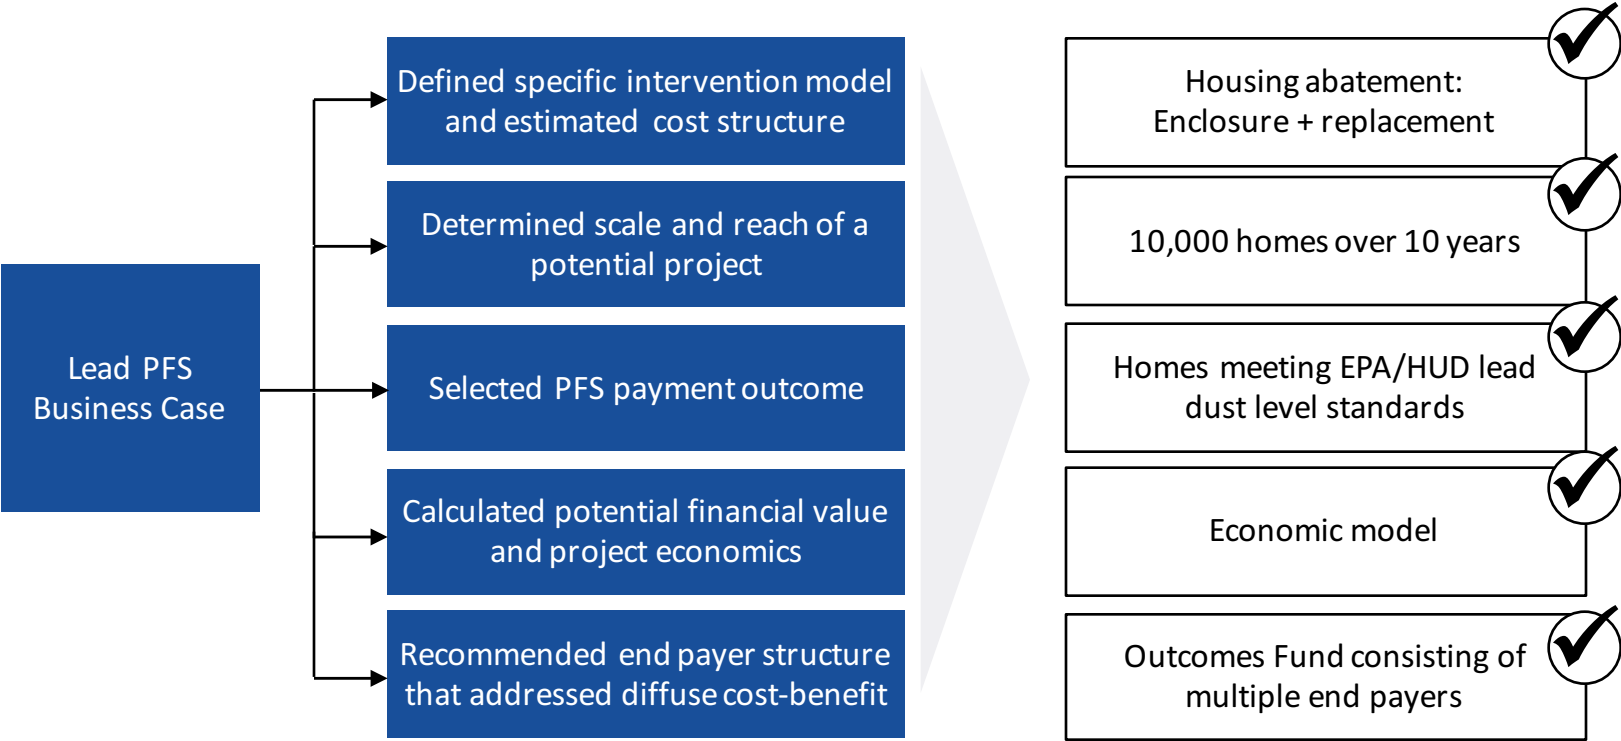 Lead PFS
Business Case
Defined specific intervention model
and estimated cost structure
Determined scale and reach of a
potential project
Selected PFS payment outcome
Calculated potential financial value
and project economics
Recommended end payer structure
that addressed diffuse cost-benefit
Housing abatement:
Enclosure + replacement
10,000 homes over 10 years
Homes meeting EPA/HUD lead
dust level standards
Economic model
Outcomes Fund consisting of
multiple end payers